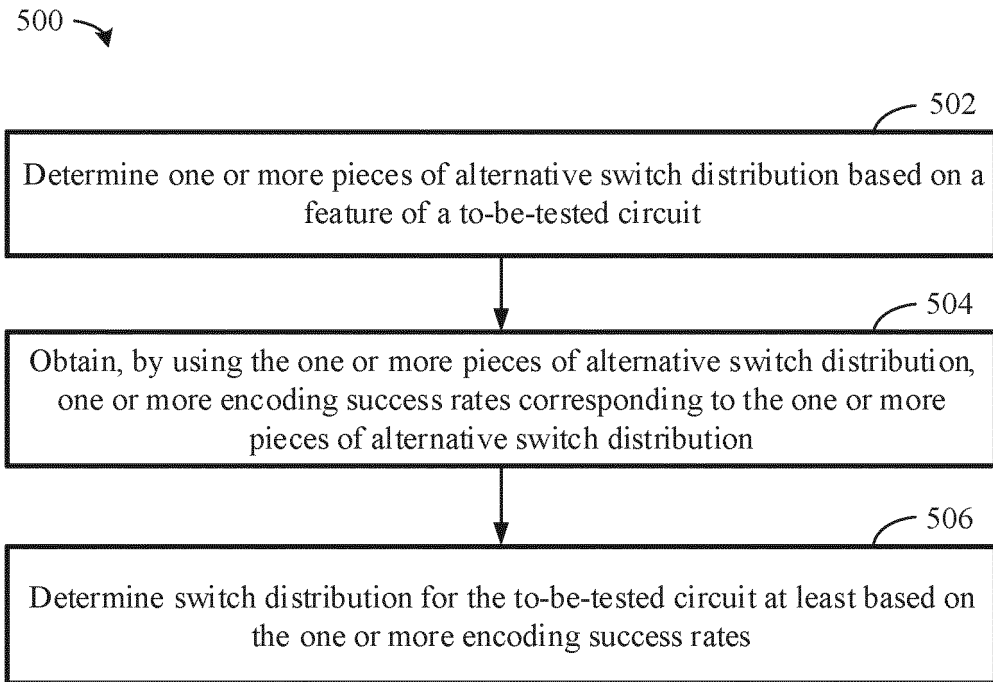 500
502
Determine one or more pieces of alternative switch distribution based on a
feature of a to-be-tested circuit
504
Obtain, by using the one or more pieces of alternative switch distribution,
one or more encoding success rates corresponding to the one or more
pieces of alternative switch distribution
506
Determine switch distribution for the to-be-tested circuit at least based on
the one or more encoding success rates